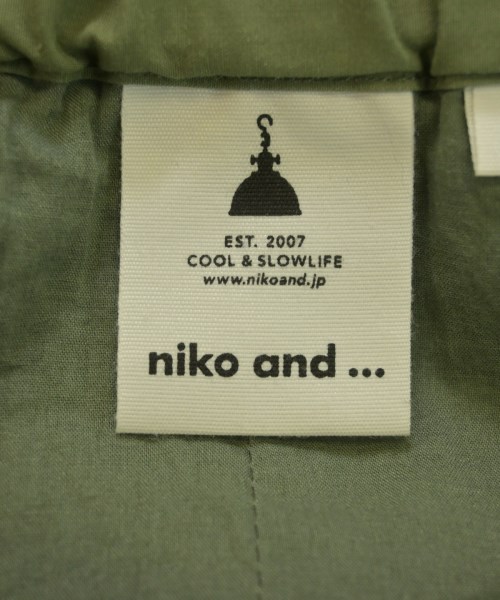 EST. 2007
COOL & SLOWLIFE
www.nikoand.jp
niko and ...